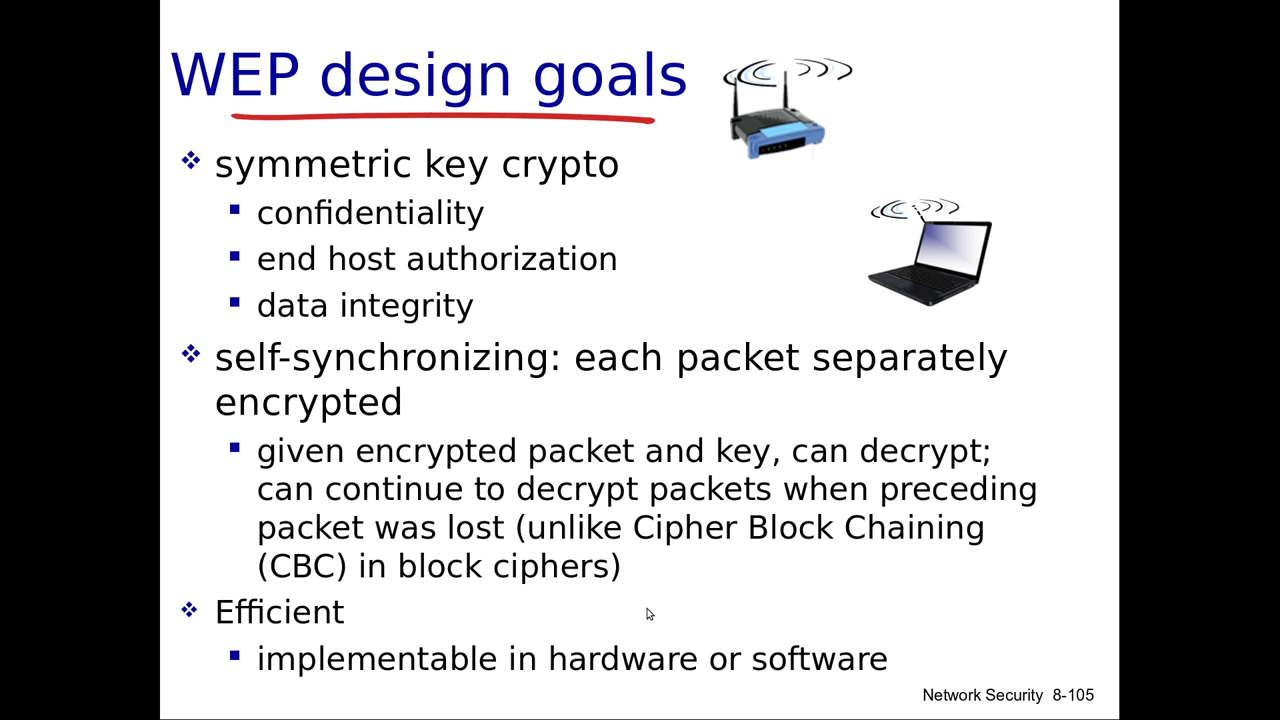 WEP design goals
symmetric key crypto
confidentiality
end host authorization
data integrity
self-synchronizing: each packet separately
encrypted
given encrypted packet and key, can decrypt;
can continue to decrypt packets when preceding
packet was lost (unlike Cipher Block Chaining
(CBC) in block ciphers)
Efficient
implementable in hardware or software
Network Security 8-105